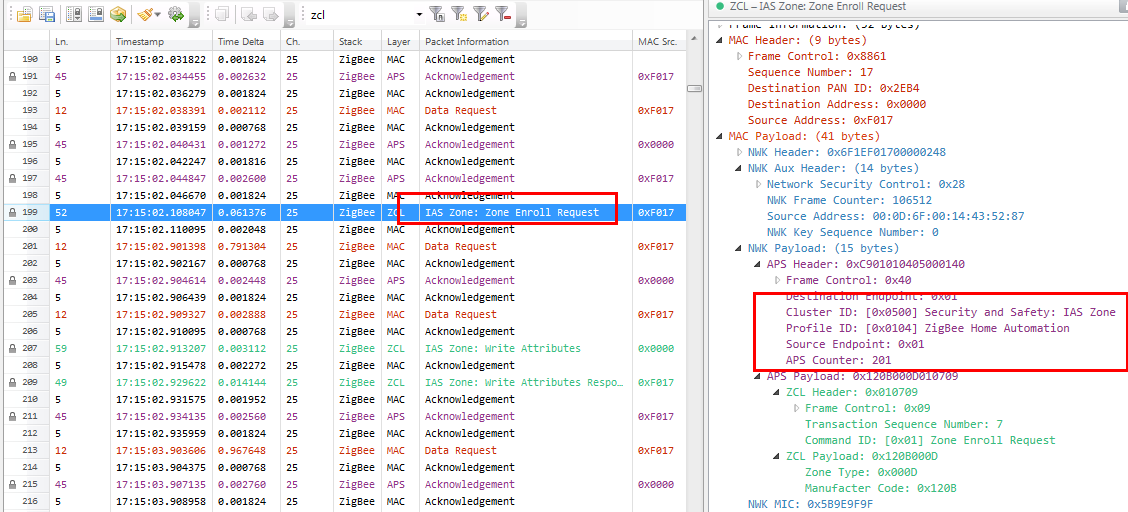 zcl
Ln. Timestamp Time Delta Ch. Stack Layer Packet Information MAC Src.
190 5 17:15:02.031822 0.001824 25 ZigBee MAC Acknowledgement
191 45 17:15:02.034455 0.002632 25 ZigBee APS Acknowledgement 0xF017
192 5 17:15:02.036279 0.001824 25 ZigBee MAC Acknowledgement
193 12 17:15:02.038391 0.002112 25 ZigBee MAC Data Request 0xF017
194 5 17:15:02.039159 0.000768 25 ZigBee MAC Acknowledgement
195 45 17:15:02.040431 0.001272 25 ZigBee APS Acknowledgement 0x0000
196 5 17:15:02.042247 0.001816 25 ZigBee MAC Acknowledgement
197 45 17:15:02.044847 0.002600 25 ZigBee APS Acknowledgement 0xF017
198 5 17:15:02.046670 0.001824 25 ZigBee MAC Acknowledgement
199 52 17:15:02.108047 0.061376 25 ZigBee ZCL IAS Zone: Zone Enroll Request 0xF017
200 5 17:15:02.110095 0.002048 25 ZigBee MAC Acknowledgement
201 12 17:15:02.901398 0.791304 25 ZigBee MAC Data Request 0xF017
202 5 17:15:02.902167 0.000768 25 ZigBee MAC Acknowledgement
203 45 17:15:02.904614 0.002448 25 ZigBee APS Acknowledgement 0x0000
204 5 17:15:02.906439 0.001824 25 ZigBee MAC Acknowledgement
205 12 17:15:02.909327 0.002888 25 ZigBee MAC Data Request 0xF017
206 5 17:15:02.910095 0.000768 25 ZigBee MAC Acknowledgement
207 59 17:15:02.913207 0.003112 25 ZigBee ZCL IAS Zone: Write Attributes 0x0000
208 5 17:15:02.915478 0.002272 25 ZigBee MAC Acknowledgement
209 49 17:15:02.929622 0.014144 25 ZigBee ZCL IAS Zone: Write Attributes Respo... 0xF017
210 5 17:15:02.931575 0.001952 25 ZigBee MAC Acknowledgement
211 45 17:15:02.934135 0.002560 25 ZigBee APS Acknowledgement 0xF017
212 5 17:15:02.935959 0.001824 25 ZigBee MAC Acknowledgement
213 12 17:15:03.903606 0.967648 25 ZigBee MAC Data Request 0xF017
214 5 17:15:03.904375 0.000768 25 ZigBee MAC Acknowledgement
215 45 17:15:03.907135 0.002760 25 ZigBee APS Acknowledgement 0x0000
216 5 17:15:03.908958 0.001824 25 ZigBee MAC Acknowledgement
ZCL – IAS Zone: Zone Enroll Request
Frame Information: (52 bytes)
MAC Header: (9 bytes)
Frame Control: 0x8861
Sequence Number: 17
Destination PAN ID: 0x2EB4
Destination Address: 0x0000
Source Address: 0xF017
MAC Payload: (41 bytes)
NWK Header: 0x6F1EF01700000248
NWK Aux Header: (14 bytes)
Network Security Control: 0x28
NWK Frame Counter: 106512
Source Address: 00:0D:6F:00:14:43:52:87
NWK Key Sequence Number: 0
NWK Payload: (15 bytes)
APS Header: 0xC901010405000140
Frame Control: 0x40
Destination Endpoint: 0x01
Cluster ID: [0x0500] Security and Safety: IAS Zone
Profile ID: [0x0104] ZigBee Home Automation
Source Endpoint: 0x01
APS Counter: 201
APS Payload: 0x120B000D010709
ZCL Header: 0x010709
Frame Control: 0x09
Transaction Sequence Number: 7
Command ID: [0x01] Zone Enroll Request
ZCL Payload: 0x120B000D
Zone Type: 0x000D
Manufacter Code: 0x120B
NWK MIC: 0x5B9E9F9F